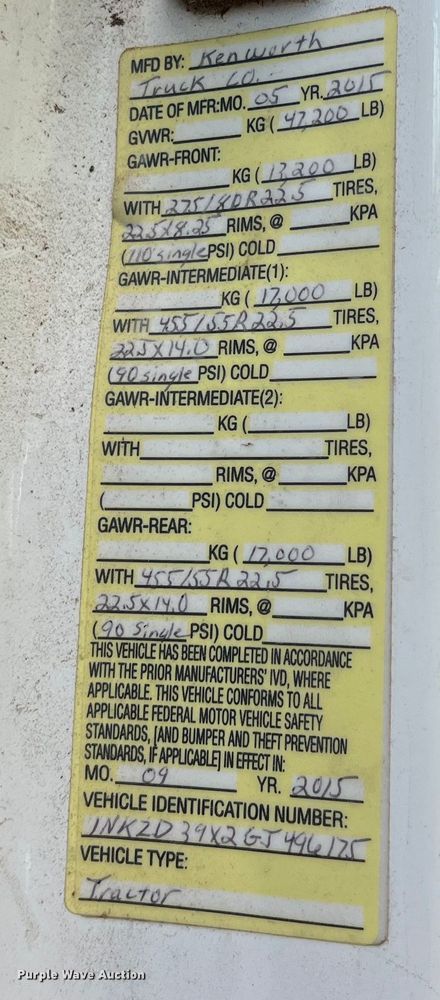 MFD BY: Kenworth
Truck CO.
DATE OF MFR:MO. 05 YR. 2015
GVWR: KG ( 47,200 LB)
GAWR-FRONT:
KG ( 13,200 LB)
WITH 275/80R22.5 TIRES,
22.5X8.25 RIMS, @ KPA
(110 single PSI) COLD
GAWR-INTERMEDIATE(1):
KG ( 17,000 LB)
WITH 455/55R22.5 TIRES,
22.5X14.0 RIMS, @ KPA
(90 single PSI) COLD
GAWR-INTERMEDIATE(2):
KG ( LB)
WITH TIRES,
RIMS, @ KPA
( PSI) COLD
GAWR-REAR:
KG ( 17,000 LB)
WITH 455/55R 22.5 TIRES,
22.5X14.0 RIMS, @ KPA
(90 Single PSI) COLD
THIS VEHICLE HAS BEEN COMPLETED IN ACCORDANCE
WITH THE PRIOR MANUFACTURERS' IVD, WHERE
APPLICABLE. THIS VEHICLE CONFORMS TO ALL
APPLICABLE FEDERAL MOTOR VEHICLE SAFETY
STANDARDS, [AND BUMPER AND THEFT PREVENTION
STANDARDS, IF APPLICABLE] IN EFFECT IN:
MO. 09 YR. 2015
VEHICLE IDENTIFICATION NUMBER:
1NKZD39X2GJ496175
VEHICLE TYPE:
Tractor
Purple Wave Auction